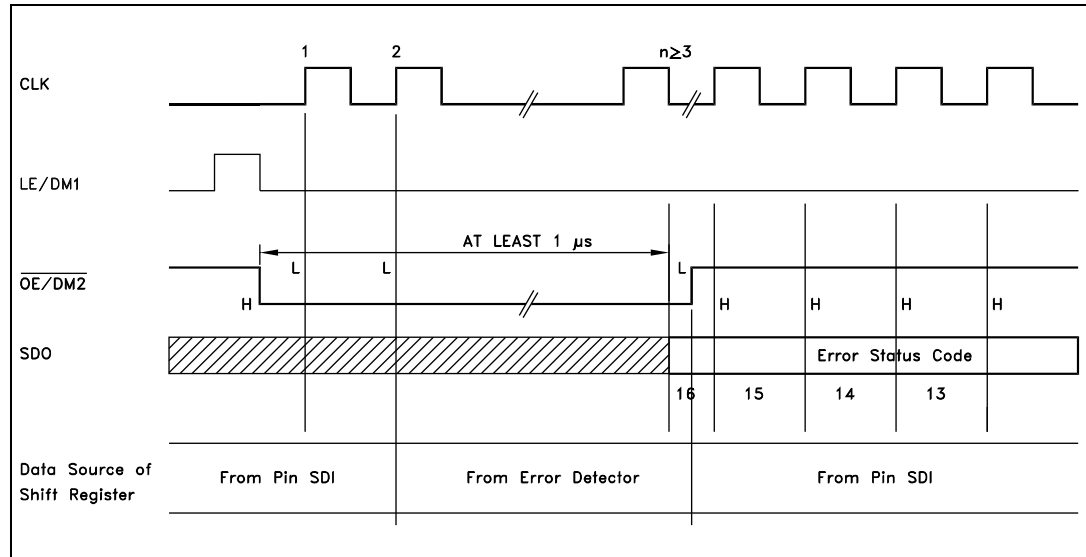 1 2 n≥3
CLK
LE/DM1
AT LEAST 1 μs
L L L
OE/DM2
H H H H H
SDO
Error Status Code
16 15 14 13
Data Source of
Shift Register
From Pin SDI From Error Detector From Pin SDI